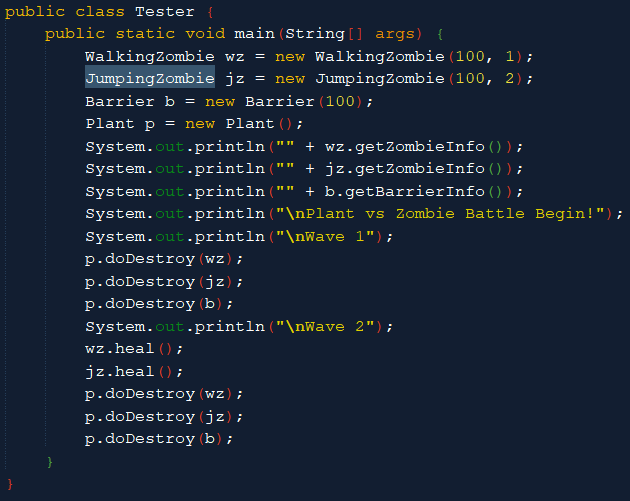 public class Tester {
public static void main(String[] args) {
WalkingZombie wz = new WalkingZombie(100, 1);
JumpingZombie jz = new JumpingZombie(100, 2);
Barrier b = new Barrier(100);
Plant p = new Plant();
System.out.println("" + wz.getZombieInfo());
System.out.println("" + jz.getZombieInfo());
System.out.println("" + b.getBarrierInfo());
System.out.println("\nPlant vs Zombie Battle Begin!");
System.out.println("\nWave 1");
p.doDestroy(wz);
p.doDestroy(jz);
p.doDestroy(b);
System.out.println("\nWave 2");
wz.heal();
jz.heal();
p.doDestroy(wz);
p.doDestroy(jz);
p.doDestroy(b);
}
}